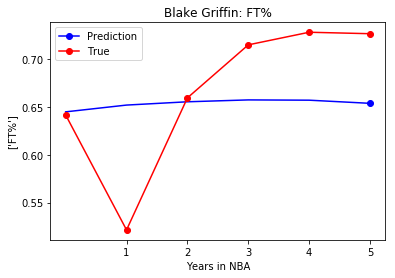 Blake Griffin: FT%
Prediction
True
0.70
0.65
0.60
0.55
['FT%']
1 2 3 4 5
Years in NBA